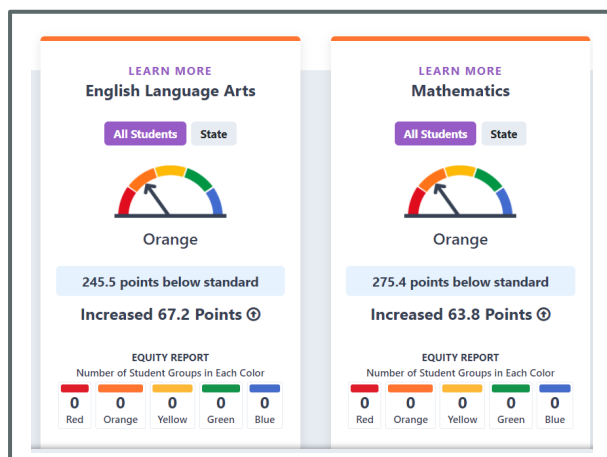 LEARN MORE
English Language Arts
All Students State
Orange
245.5 points below standard
Increased 67.2 Points
EQUITY REPORT
Number of Student Groups in Each Color
0 0 0 0 0
Red Orange Yellow Green Blue
LEARN MORE
Mathematics
All Students State
Orange
275.4 points below standard
Increased 63.8 Points
EQUITY REPORT
Number of Student Groups in Each Color
0 0 0 0 0
Red Orange Yellow Green Blue